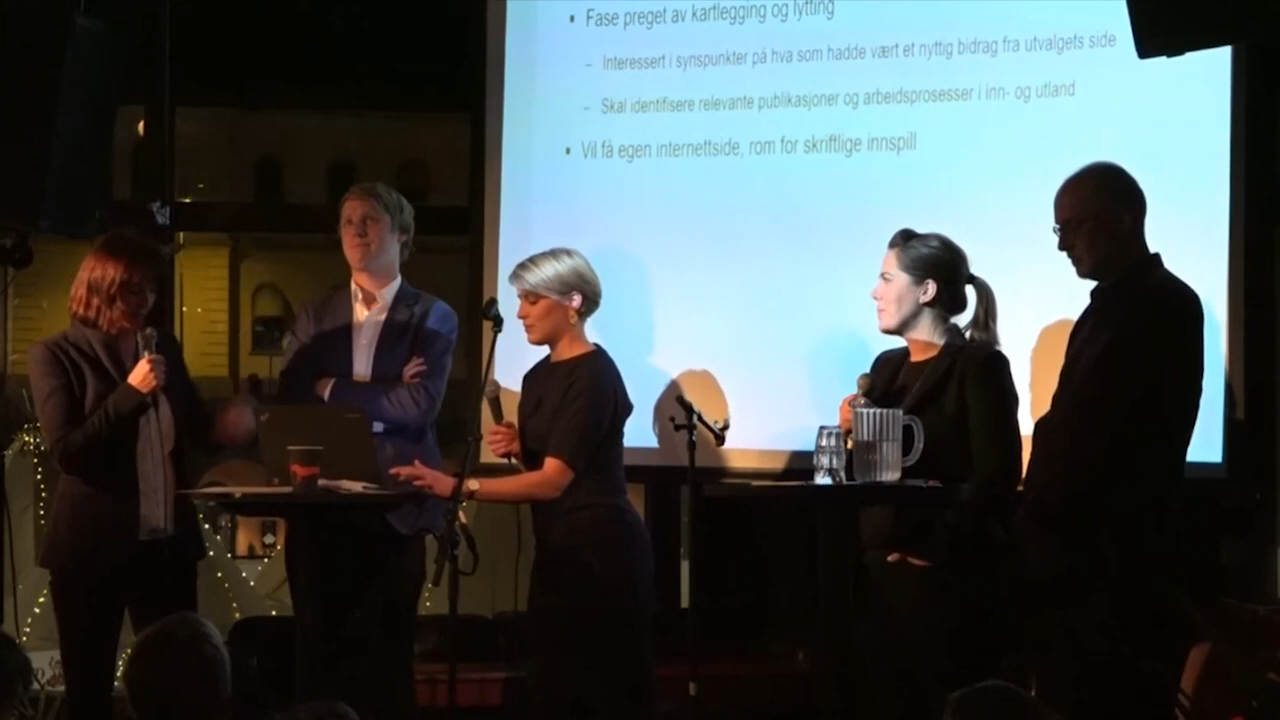 ▪ Fase preget av kartlegging og lytting
– Interessert i synspunkter på hva som hadde vært et nyttig bidrag fra utvalgets side
– Skal identifisere relevante publikasjoner og arbeidsprosesser i inn- og utland
▪ Vil få egen internettside, rom for skriftlige innspill